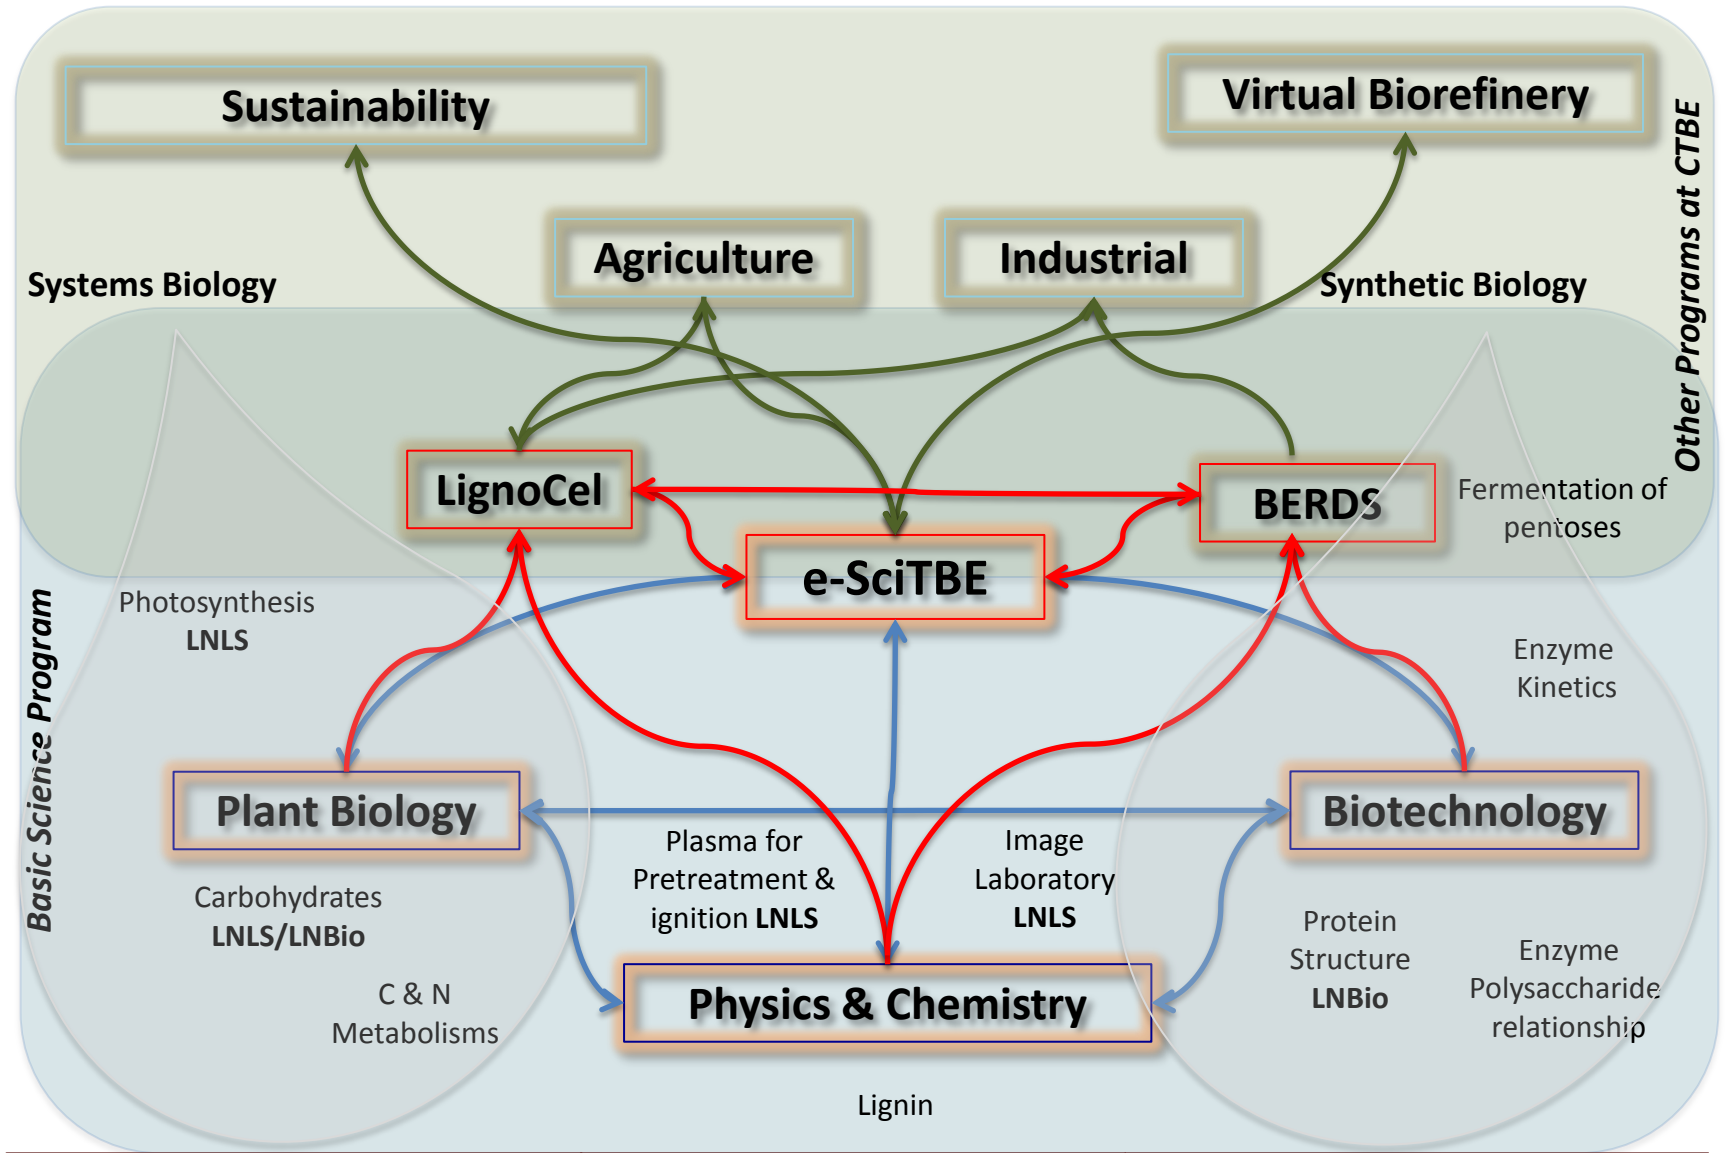 Sustainability
Virtual Biorefinery
Other Programs at CTBE
Agriculture
Industrial
Systems Biology
Synthetic Biology
LignoCel
BERDS
Fermentation of
pentoses
e-SciTBE
Basic Science Program
Photosynthesis
LNLS
Enzyme
Kinetics
Plant Biology
Biotechnology
Plasma for
Pretreatment &
ignition LNLS
Image
Laboratory
LNLS
Carbohydrates
LNLS/LNBio
Protein
Structure
LNBio
Enzyme
Polysaccharide
relationship
C & N
Metabolisms
Physics & Chemistry
Lignin